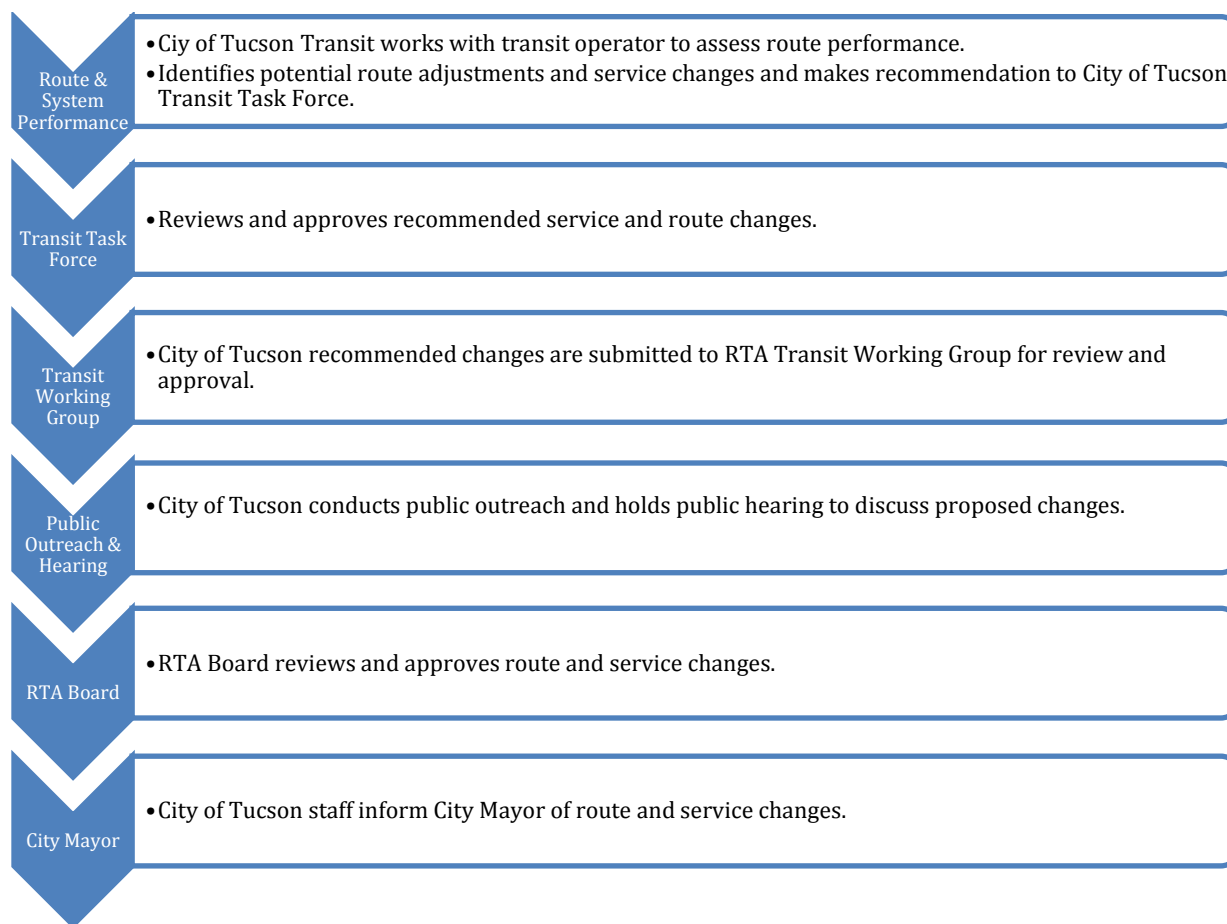 Route &
System
Performance
•Ciy of Tucson Transit works with transit operator to assess route performance.
•Identifies potential route adjustments and service changes and makes recommendation to City of Tucson
Transit Task Force.
Transit Task
Force
•Reviews and approves recommended service and route changes.
Transit
Working
Group
•City of Tucson recommended changes are submitted to RTA Transit Working Group for review and
approval.
Public
Outreach &
Hearing
•City of Tucson conducts public outreach and holds public hearing to discuss proposed changes.
RTA Board
•RTA Board reviews and approves route and service changes.
City Mayor
•City of Tucson staff inform City Mayor of route and service changes.